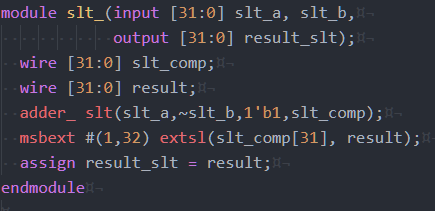 module slt_(input [31:0] slt_a, slt_b,
output [31:0] result_slt);
wire [31:0] slt_comp;
wire [31:0] result;
adder_ slt(slt_a,~slt_b,1'b1,slt_comp);
msbext #(1,32) extsl(slt_comp[31], result);
assign result_slt = result;
endmodule